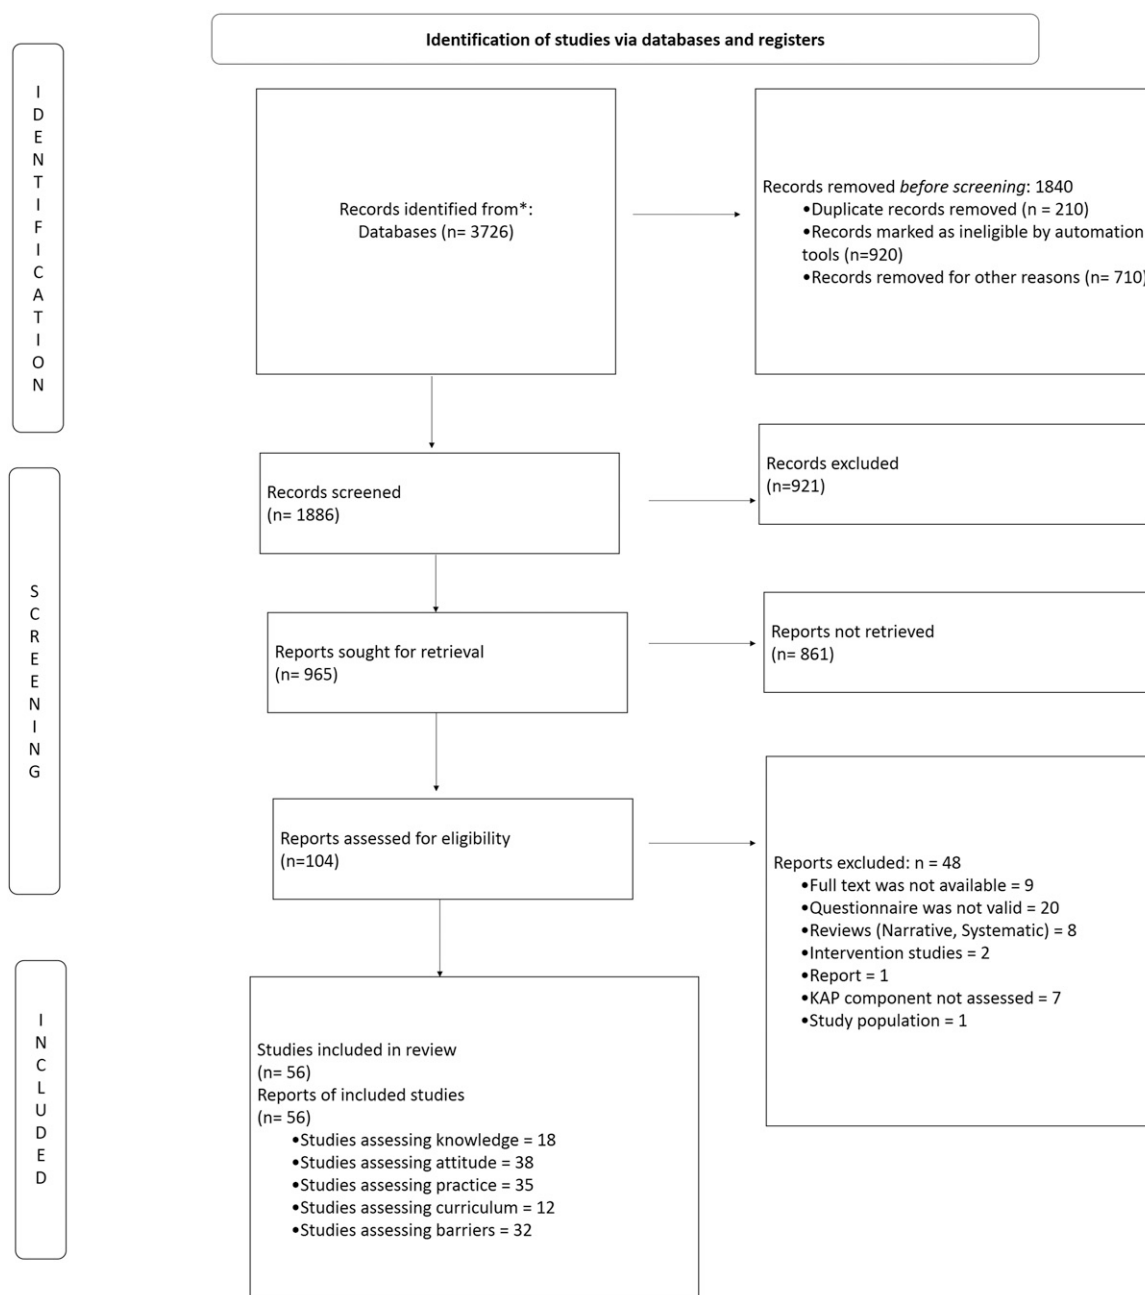 Identification of studies via databases and registers
IDENTIFICATION
Records identified from*:
Databases (n= 3726)
Records removed before screening: 1840
•Duplicate records removed (n = 210)
•Records marked as ineligible by automation
tools (n=920)
•Records removed for other reasons (n= 710)
SCREENING
Records screened
(n= 1886)
Records excluded
(n=921)
Reports sought for retrieval
(n= 965)
Reports not retrieved
(n= 861)
Reports assessed for eligibility
(n=104)
Reports excluded: n = 48
•Full text was not available = 9
•Questionnaire was not valid = 20
•Reviews (Narrative, Systematic) = 8
•Intervention studies = 2
•Report = 1
•KAP component not assessed = 7
•Study population = 1
INCLUDED
Studies included in review
(n= 56)
Reports of included studies
(n= 56)
•Studies assessing knowledge = 18
•Studies assessing attitude = 38
•Studies assessing practice = 35
•Studies assessing curriculum = 12
•Studies assessing barriers = 32